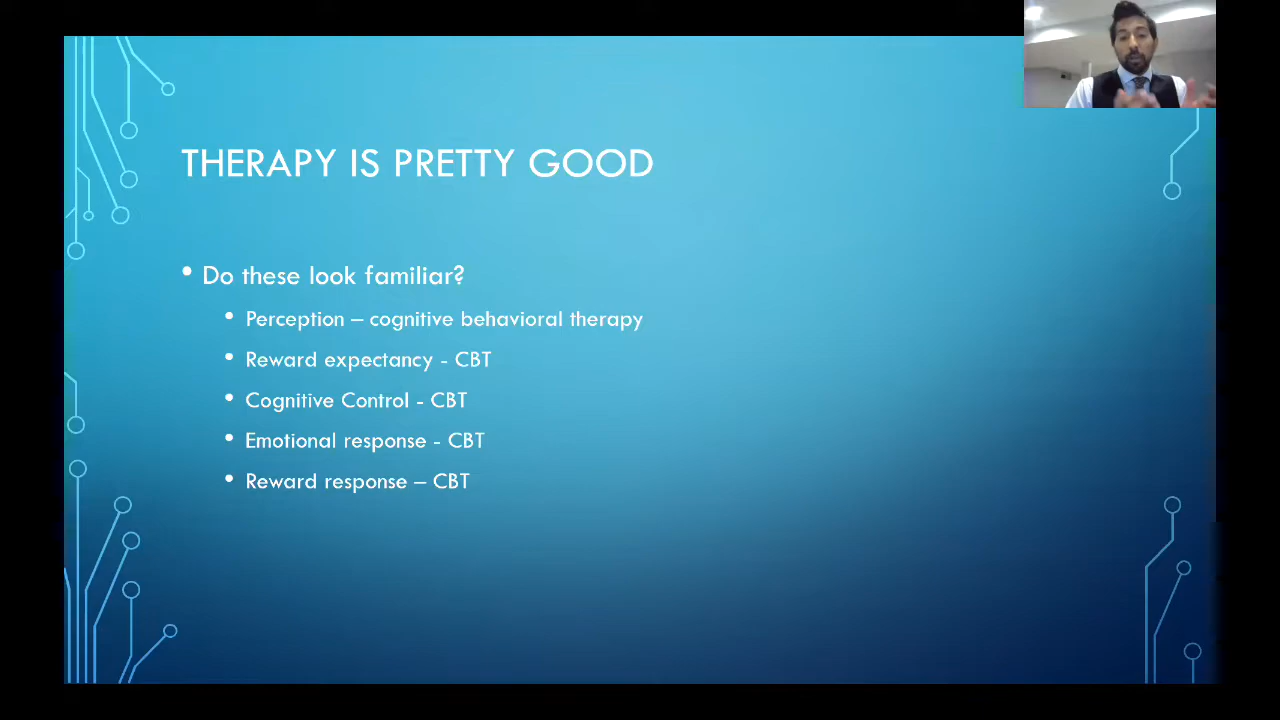 THERAPY IS PRETTY GOOD
• Do these look familiar?
• Perception – cognitive behavioral therapy
• Reward expectancy - CBT
• Cognitive Control - CBT
• Emotional response - CBT
• Reward response – CBT